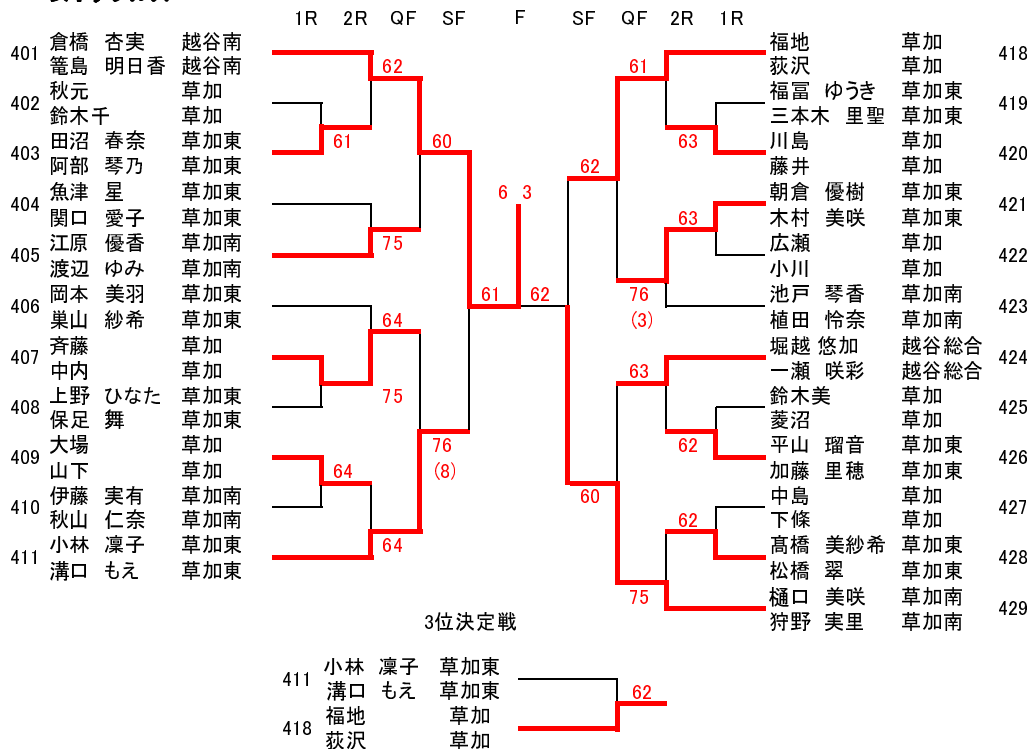 1R 2R QF SF F SF QF 2R 1R
401 倉橋 杏実 越谷南
篭島 明日香 越谷南
402 秋元 草加
鈴木千 草加
403 田沼 春奈 草加東
阿部 琴乃 草加東
404 魚津 星 草加東
関口 愛子 草加東
405 江原 優香 草加南
渡辺 ゆみ 草加南
406 岡本 美羽 草加東
巣山 紗希 草加東
407 斉藤 草加
中内 草加
408 上野 ひなた 草加東
保足 舞 草加東
409 大場 草加
山下 草加
410 伊藤 実有 草加南
秋山 仁奈 草加南
411 小林 凜子 草加東
溝口 もえ 草加東
62
61
60
75
64
75
76
(8)
64
64
6 3
61
62
61
63
62
63
76
(3)
63
62
60
62
75
福地 草加 418
荻沢 草加
福冨 ゆうき 草加東 419
三本木 里聖 草加東
川島 草加 420
藤井 草加
朝倉 優樹 草加東 421
木村 美咲 草加東
広瀬 草加 422
小川 草加
池戸 琴香 草加南 423
植田 怜奈 草加南
堀越 悠加 越谷総合 424
一瀬 咲彩 越谷総合
鈴木美 草加 425
菱沼 草加
平山 瑠音 草加東 426
加藤 里穂 草加東
中島 草加 427
下條 草加
髙橋 美紗希 草加東 428
松橋 翠 草加東
樋口 美咲 草加南 429
狩野 実里 草加南
3位決定戦
411 小林 凜子 草加東
溝口 もえ 草加東
418 福地 草加
荻沢 草加
62